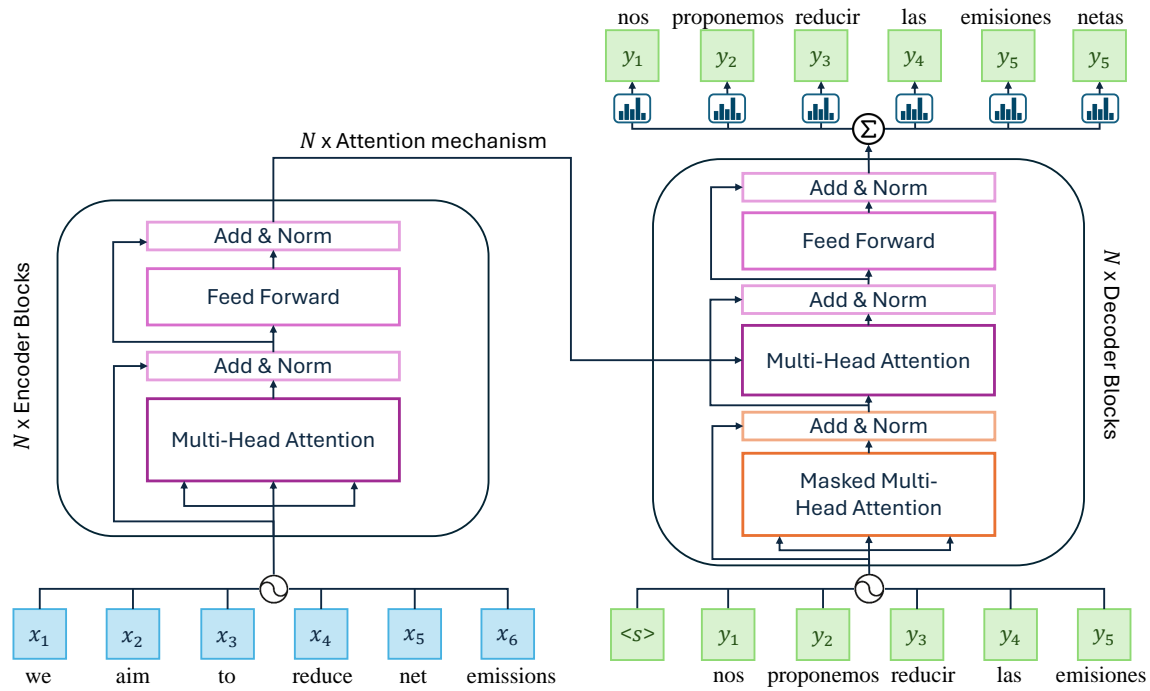 nos proponemos reducir las emisiones netas
y₁ y₂ y₃ y₄ y₅ y₅
Σ
N x Attention mechanism
N x Encoder Blocks
Add & Norm
Feed Forward
Add & Norm
Multi-Head Attention
Add & Norm
Feed Forward
Add & Norm
Multi-Head Attention
Add & Norm
Masked Multi-
Head Attention
N x Decoder Blocks
x₁ x₂ x₃ x₄ x₅ x₆
we aim to reduce net emissions
<s> y₁ y₂ y₃ y₄ y₅
nos proponemos reducir las emisiones